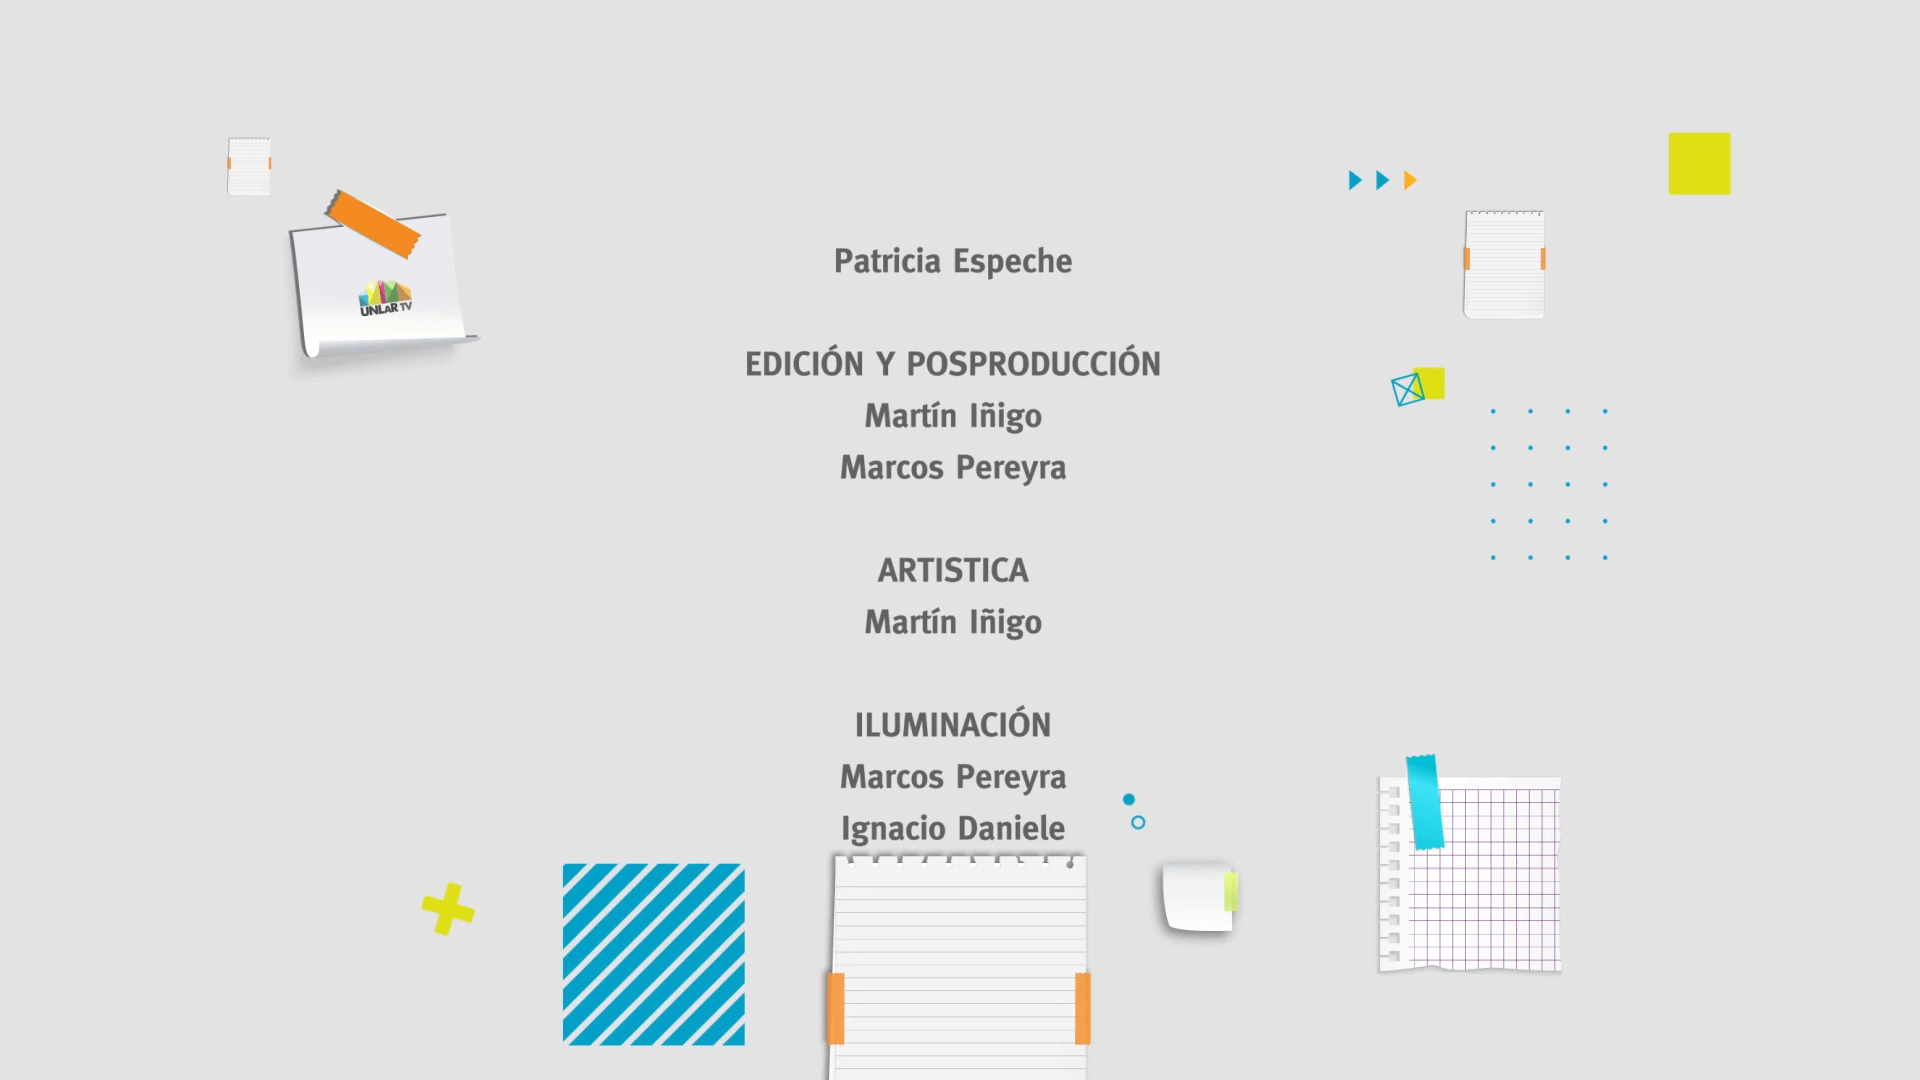 UNLAR TV
Patricia Espeche
EDICIÓN Y POSPRODUCCIÓN
Martín Iñigo
Marcos Pereyra
ARTISTICA
Martín Iñigo
ILUMINACIÓN
Marcos Pereyra
Ignacio Daniele